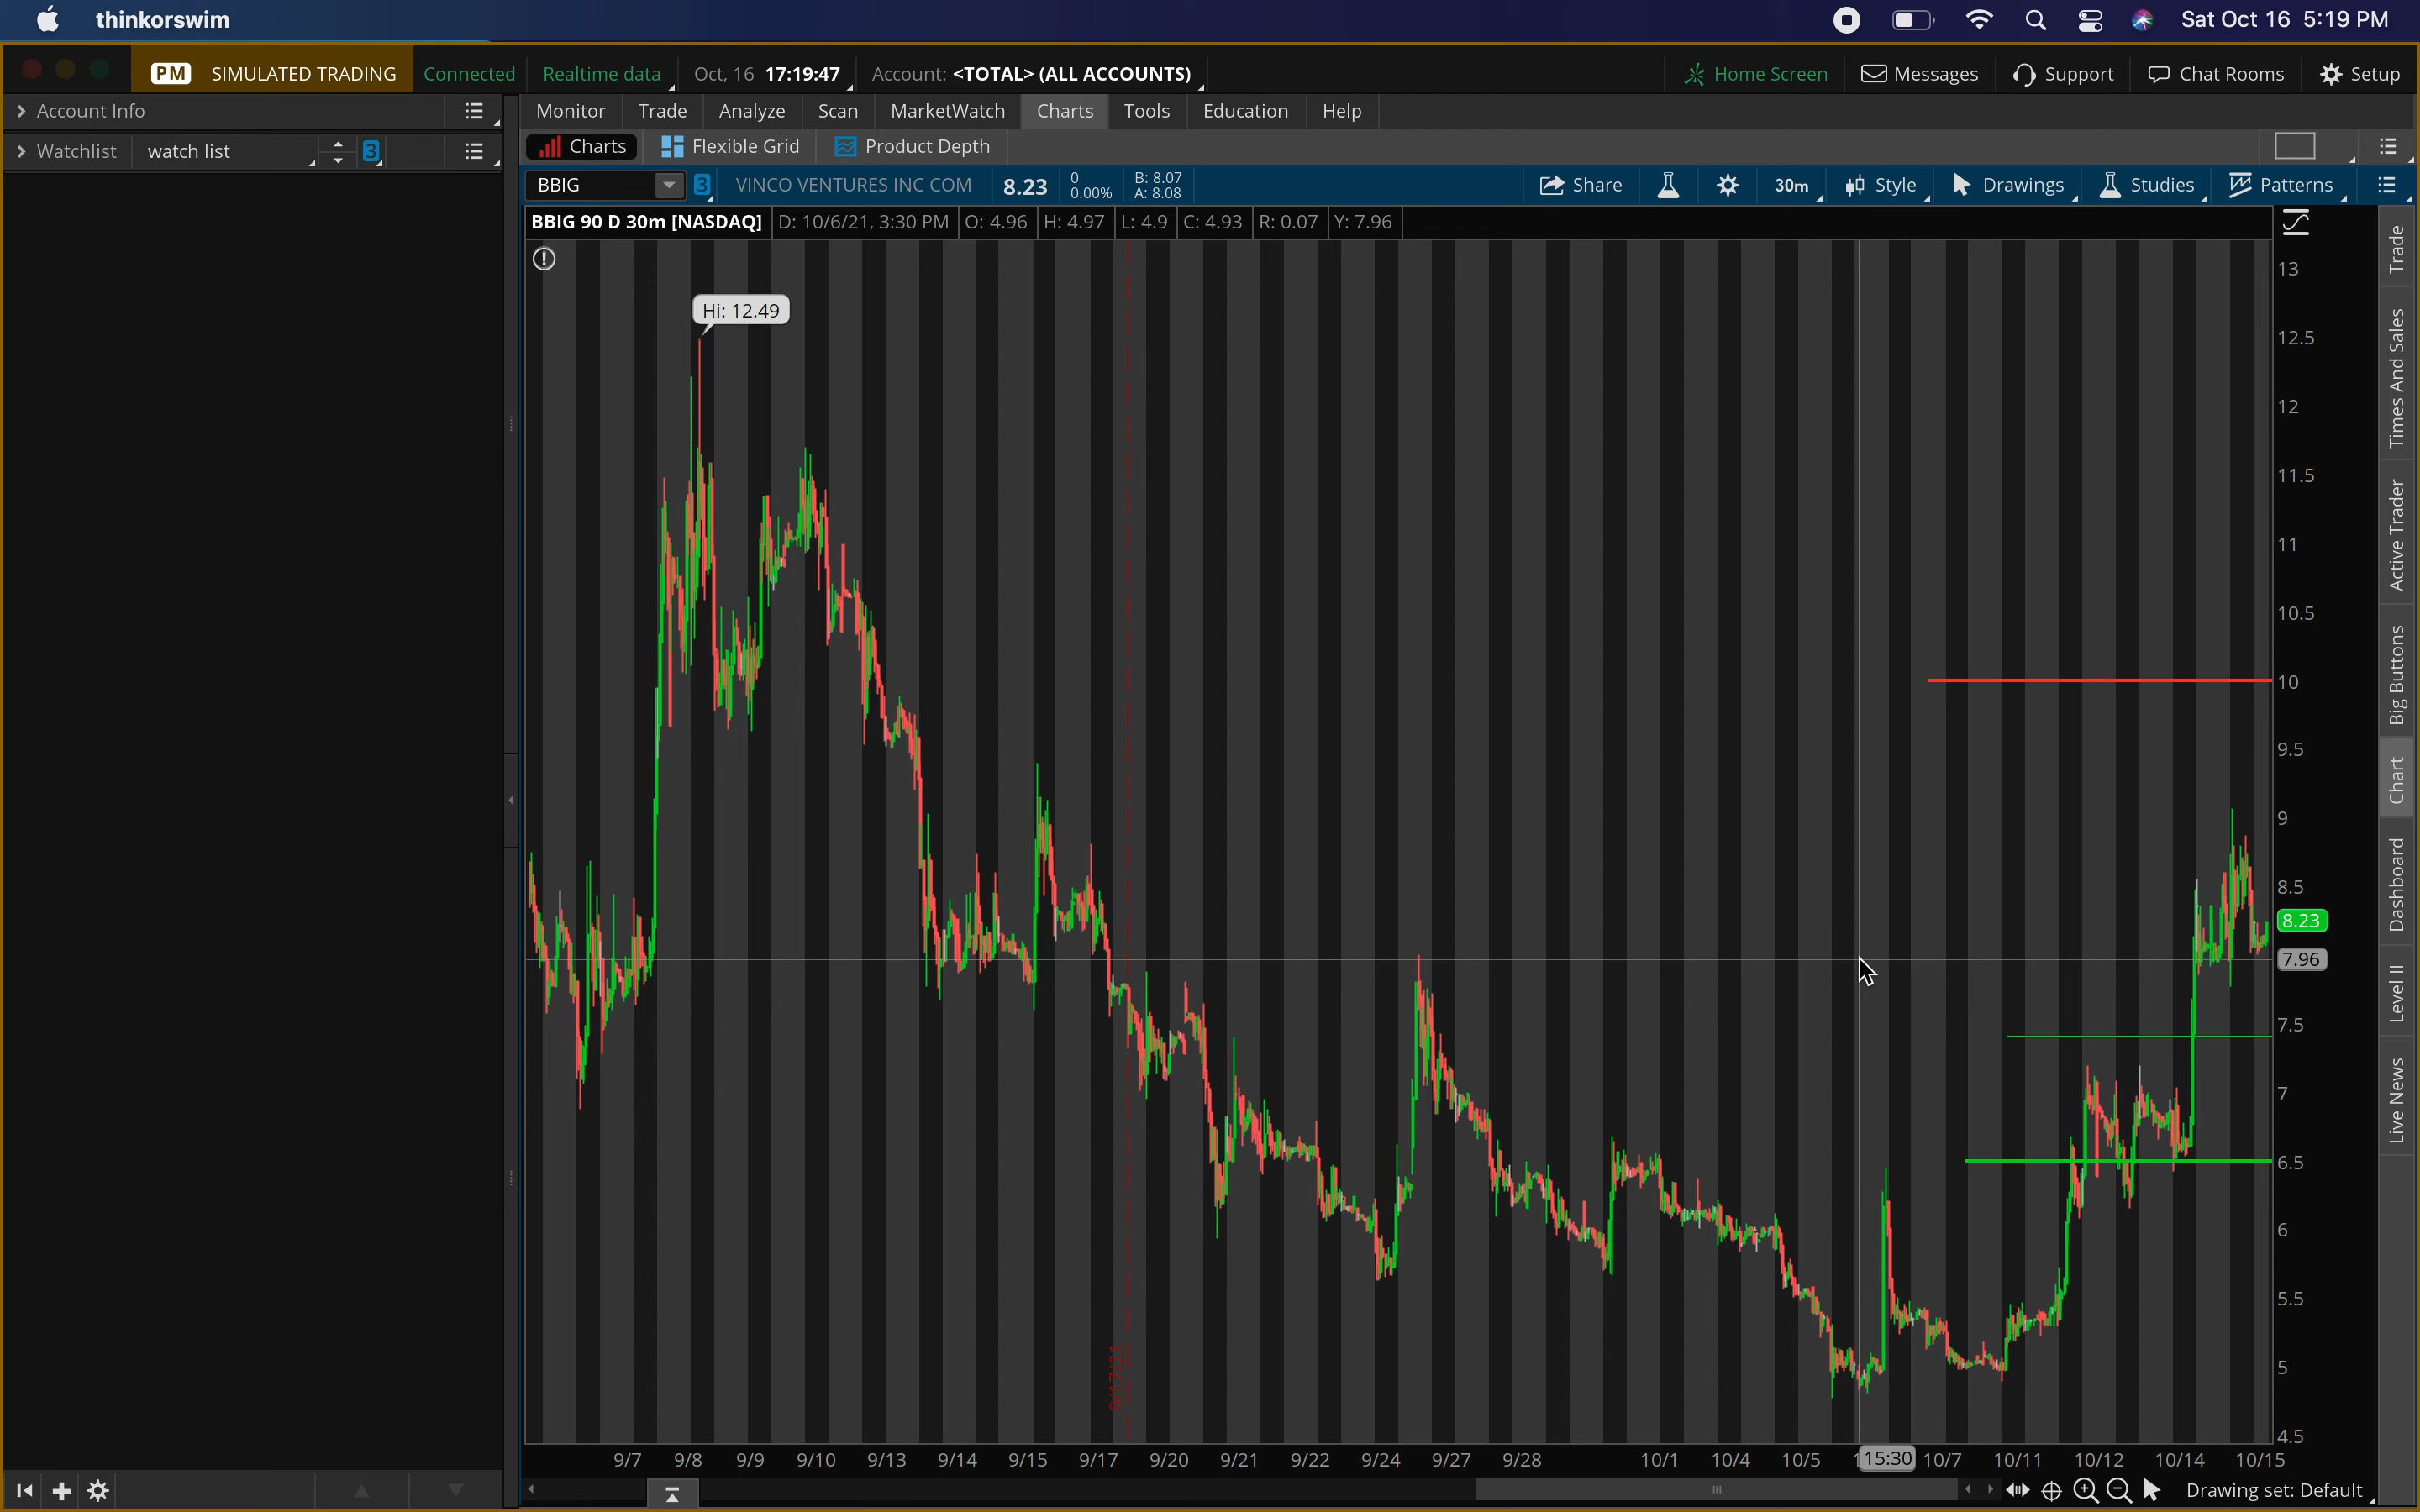 thinkorswim
Sat Oct 16 5:19 PM
PM SIMULATED TRADING Connected Realtime data Oct, 16 17:19:47 Account: <TOTAL> (ALL ACCOUNTS) Home Screen Messages Support Chat Rooms Setup
Account Info
Monitor Trade Analyze Scan MarketWatch Charts Tools Education Help
Watchlist watch list 3
Charts Flexible Grid Product Depth
BBIG 3 VINCO VENTURES INC COM 8.23 0 B: 8.07
0.00% A: 8.08
Share 30m Style Drawings Studies Patterns
BBIG 90 D 30m [NASDAQ] D: 10/6/21, 3:30 PM O: 4.96 H: 4.97 L: 4.9 C: 4.93 R: 0.07 Y: 7.96
Hi: 12.49
13
12.5
12
11.5
11
10.5
10
9.5
9
8.5
8.23
7.96
7.5
7
6.5
6
5.5
5
4.5
9/17/21
9/7 9/8 9/9 9/10 9/13 9/14 9/15 9/17 9/20 9/21 9/22 9/24 9/27 9/28 10/1 10/4 10/5 15:30 10/7 10/11 10/12 10/14 10/15
Drawing set: Default
Trade
Times And Sales
Active Trader
Big Buttons
Chart
Dashboard
Level II
Live News